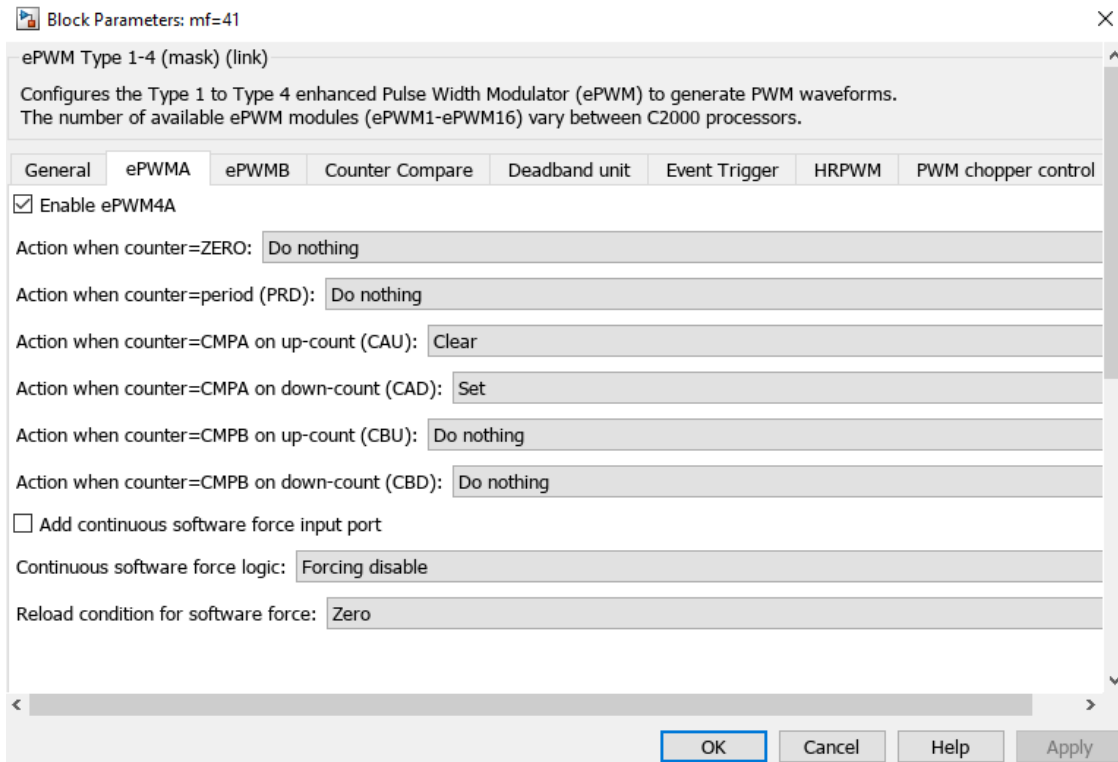 Block Parameters: mf=41
ePWM Type 1-4 (mask) (link)
Configures the Type 1 to Type 4 enhanced Pulse Width Modulator (ePWM) to generate PWM waveforms.
The number of available ePWM modules (ePWM1-ePWM16) vary between C2000 processors.
General ePWMA ePWMB Counter Compare Deadband unit Event Trigger HRPWM PWM chopper control
Enable ePWM4A
Action when counter=ZERO: Do nothing
Action when counter=period (PRD): Do nothing
Action when counter=CMPA on up-count (CAU): Clear
Action when counter=CMPA on down-count (CAD): Set
Action when counter=CMPB on up-count (CBU): Do nothing
Action when counter=CMPB on down-count (CBD): Do nothing
Add continuous software force input port
Continuous software force logic: Forcing disable
Reload condition for software force: Zero
OK Cancel Help Apply